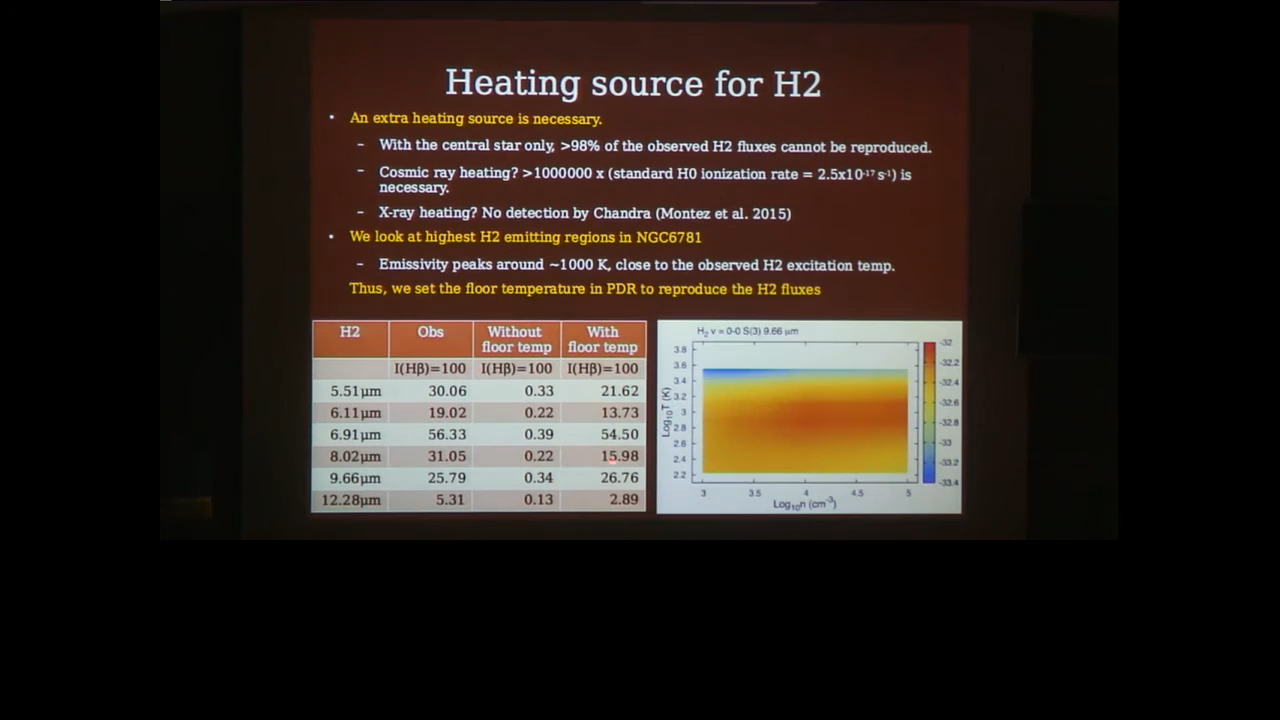 Heating source for H2
• An extra heating source is necessary.
– With the central star only, >98% of the observed H2 fluxes cannot be reproduced.
– Cosmic ray heating? >1000000 x (standard H0 ionization rate = 2.5x10⁻¹⁷ s⁻¹) is
necessary.
– X-ray heating? No detection by Chandra (Montez et al. 2015)
• We look at highest H2 emitting regions in NGC6781
– Emissivity peaks around ~1000 K, close to the observed H2 excitation temp.
Thus, we set the floor temperature in PDR to reproduce the H2 fluxes
H2 Obs Without floor temp With floor temp
I(Hβ)=100 I(Hβ)=100 I(Hβ)=100
5.51μm 30.06 0.33 21.62
6.11μm 19.02 0.22 13.73
6.91μm 56.33 0.39 54.50
8.02μm 31.05 0.22 15.98
9.66μm 25.79 0.34 26.76
12.28μm 5.31 0.13 2.89
H₂ v = 0-0 S(3) 9.66 μm
Log₁₀T (K)
3.8
3.6
3.4
3.2
3
2.8
2.6
2.4
2.2
3 3.5 4 4.5 5
Log₁₀n (cm⁻³)
-32
-32.2
-32.4
-32.6
-32.8
-33
-33.2
-33.4